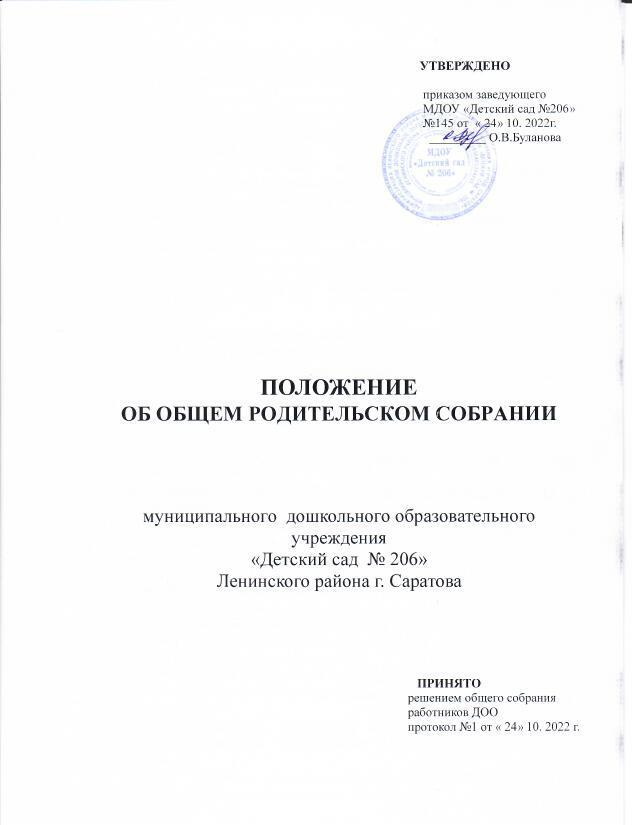 УТВЕРЖДЕНО
приказом заведующего
МДОУ «Детский сад №206»
№145 от « 24» 10. 2022г.
__________ О.В.Буланова
МДОУ
«Детский сад
№ 206»
ПОЛОЖЕНИЕ
ОБ ОБЩЕМ РОДИТЕЛЬСКОМ СОБРАНИИ
муниципального дошкольного образовательного
учреждения
«Детский сад № 206»
Ленинского района г. Саратова
ПРИНЯТО
решением общего собрания
работников ДОО
протокол №1 от « 24» 10. 2022 г.